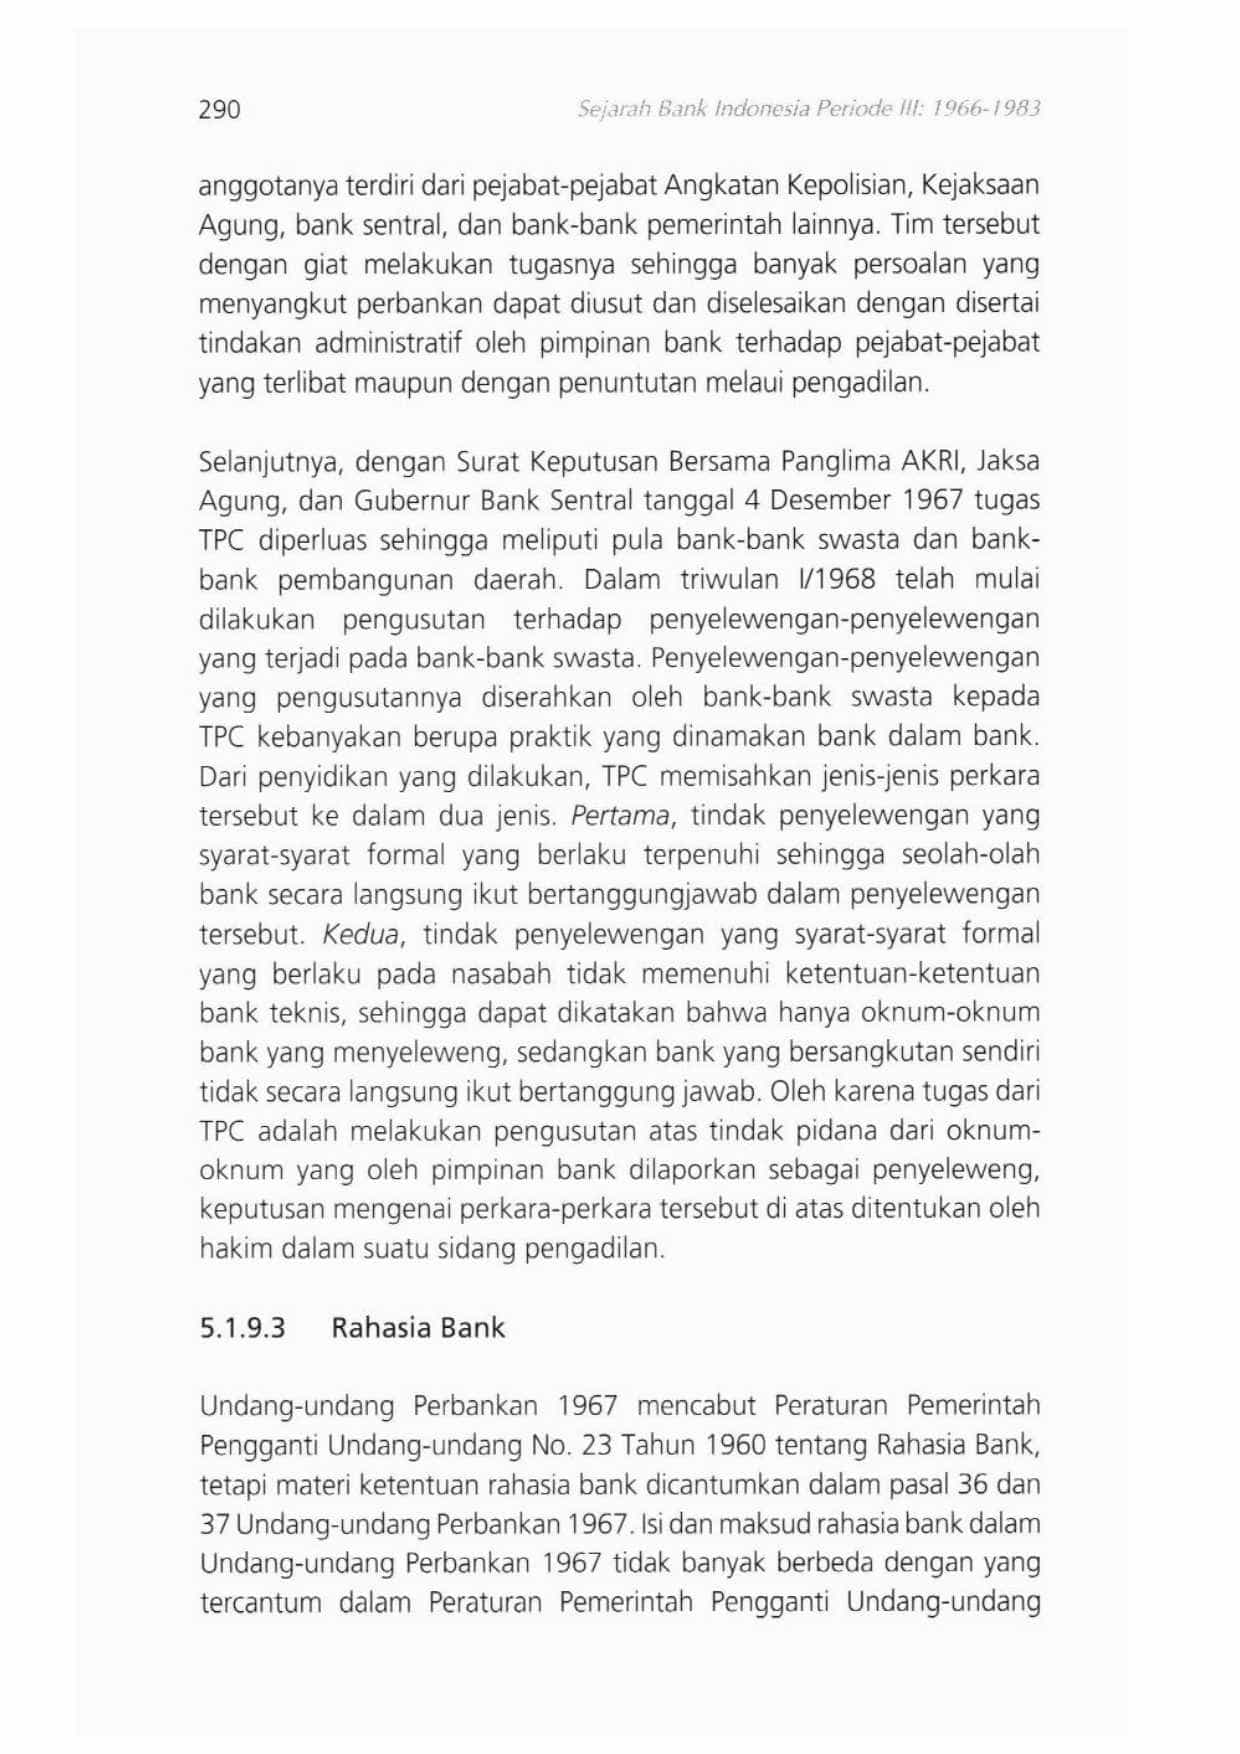 290
Sejarah Bank Indonesia Periode III: 1966-1983
anggotanya terdiri dari pejabat-pejabat Angkatan Kepolisian, Kejaksaan
Agung, bank sentral, dan bank-bank pemerintah lainnya. Tim tersebut
dengan giat melakukan tugasnya sehingga banyak persoalan yang
menyangkut perbankan dapat diusut dan diselesaikan dengan disertai
tindakan administratif oleh pimpinan bank terhadap pejabat-pejabat
yang terlibat maupun dengan penuntutan melaui pengadilan.
Selanjutnya, dengan Surat Keputusan Bersama Panglima AKRI, Jaksa
Agung, dan Gubernur Bank Sentral tanggal 4 Desember 1967 tugas
TPC diperluas sehingga meliputi pula bank-bank swasta dan bank-
bank pembangunan daerah. Dalam triwulan I/1968 telah mulai
dilakukan pengusutan terhadap penyelewengan-penyelewengan
yang terjadi pada bank-bank swasta. Penyelewengan-penyelewengan
yang pengusutannya diserahkan oleh bank-bank swasta kepada
TPC kebanyakan berupa praktik yang dinamakan bank dalam bank.
Dari penyidikan yang dilakukan, TPC memisahkan jenis-jenis perkara
tersebut ke dalam dua jenis. Pertama, tindak penyelewengan yang
syarat-syarat formal yang berlaku terpenuhi sehingga seolah-olah
bank secara langsung ikut bertanggungjawab dalam penyelewengan
tersebut. Kedua, tindak penyelewengan yang syarat-syarat formal
yang berlaku pada nasabah tidak memenuhi ketentuan-ketentuan
bank teknis, sehingga dapat dikatakan bahwa hanya oknum-oknum
bank yang menyeleweng, sedangkan bank yang bersangkutan sendiri
tidak secara langsung ikut bertanggung jawab. Oleh karena tugas dari
TPC adalah melakukan pengusutan atas tindak pidana dari oknum-
oknum yang oleh pimpinan bank dilaporkan sebagai penyeleweng,
keputusan mengenai perkara-perkara tersebut di atas ditentukan oleh
hakim dalam suatu sidang pengadilan.
5.1.9.3 Rahasia Bank
Undang-undang Perbankan 1967 mencabut Peraturan Pemerintah
Pengganti Undang-undang No. 23 Tahun 1960 tentang Rahasia Bank,
tetapi materi ketentuan rahasia bank dicantumkan dalam pasal 36 dan
37 Undang-undang Perbankan 1967. Isi dan maksud rahasia bank dalam
Undang-undang Perbankan 1967 tidak banyak berbeda dengan yang
tercantum dalam Peraturan Pemerintah Pengganti Undang-undang